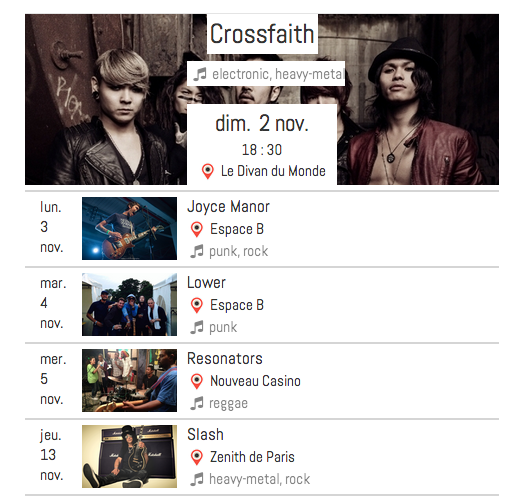 Crossfaith
electronic, heavy-metal
dim. 2 nov.
18 : 30
Le Divan du Monde
lun.
3
nov.
Joyce Manor
Espace B
punk, rock
mar.
4
nov.
Lower
Espace B
punk
mer.
5
nov.
Resonators
Nouveau Casino
reggae
jeu.
13
nov.
Slash
Zenith de Paris
heavy-metal, rock